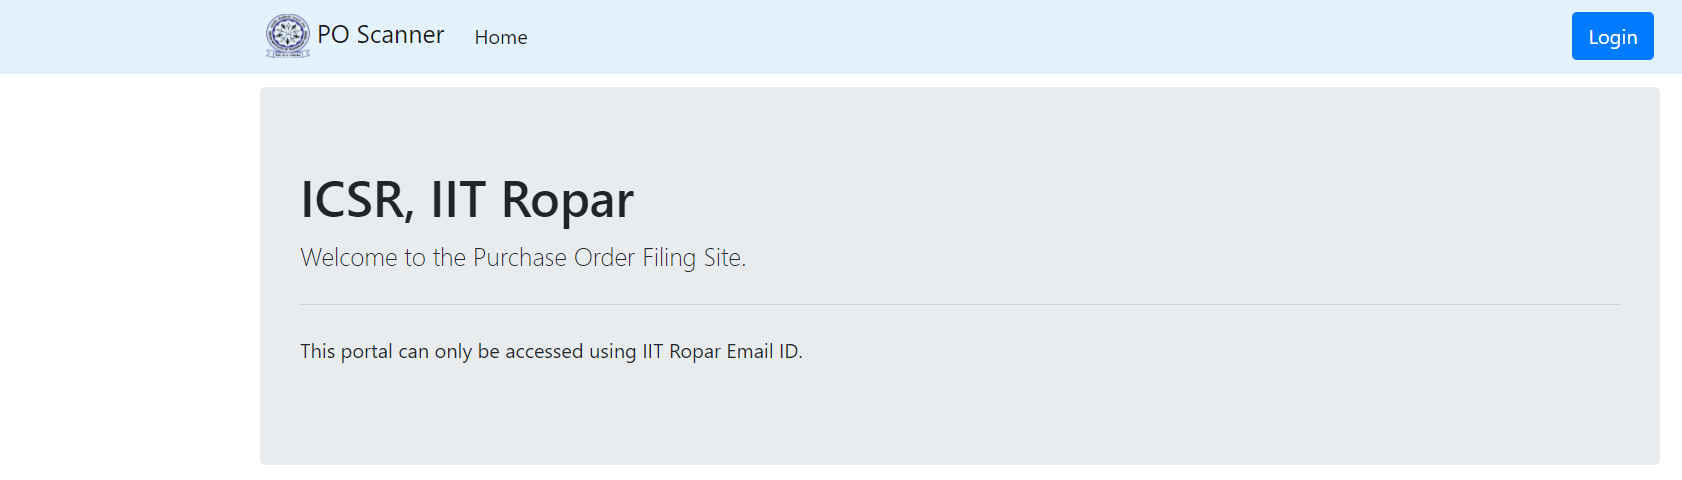 PO Scanner Home Login
ICSR, IIT Ropar
Welcome to the Purchase Order Filing Site.
This portal can only be accessed using IIT Ropar Email ID.